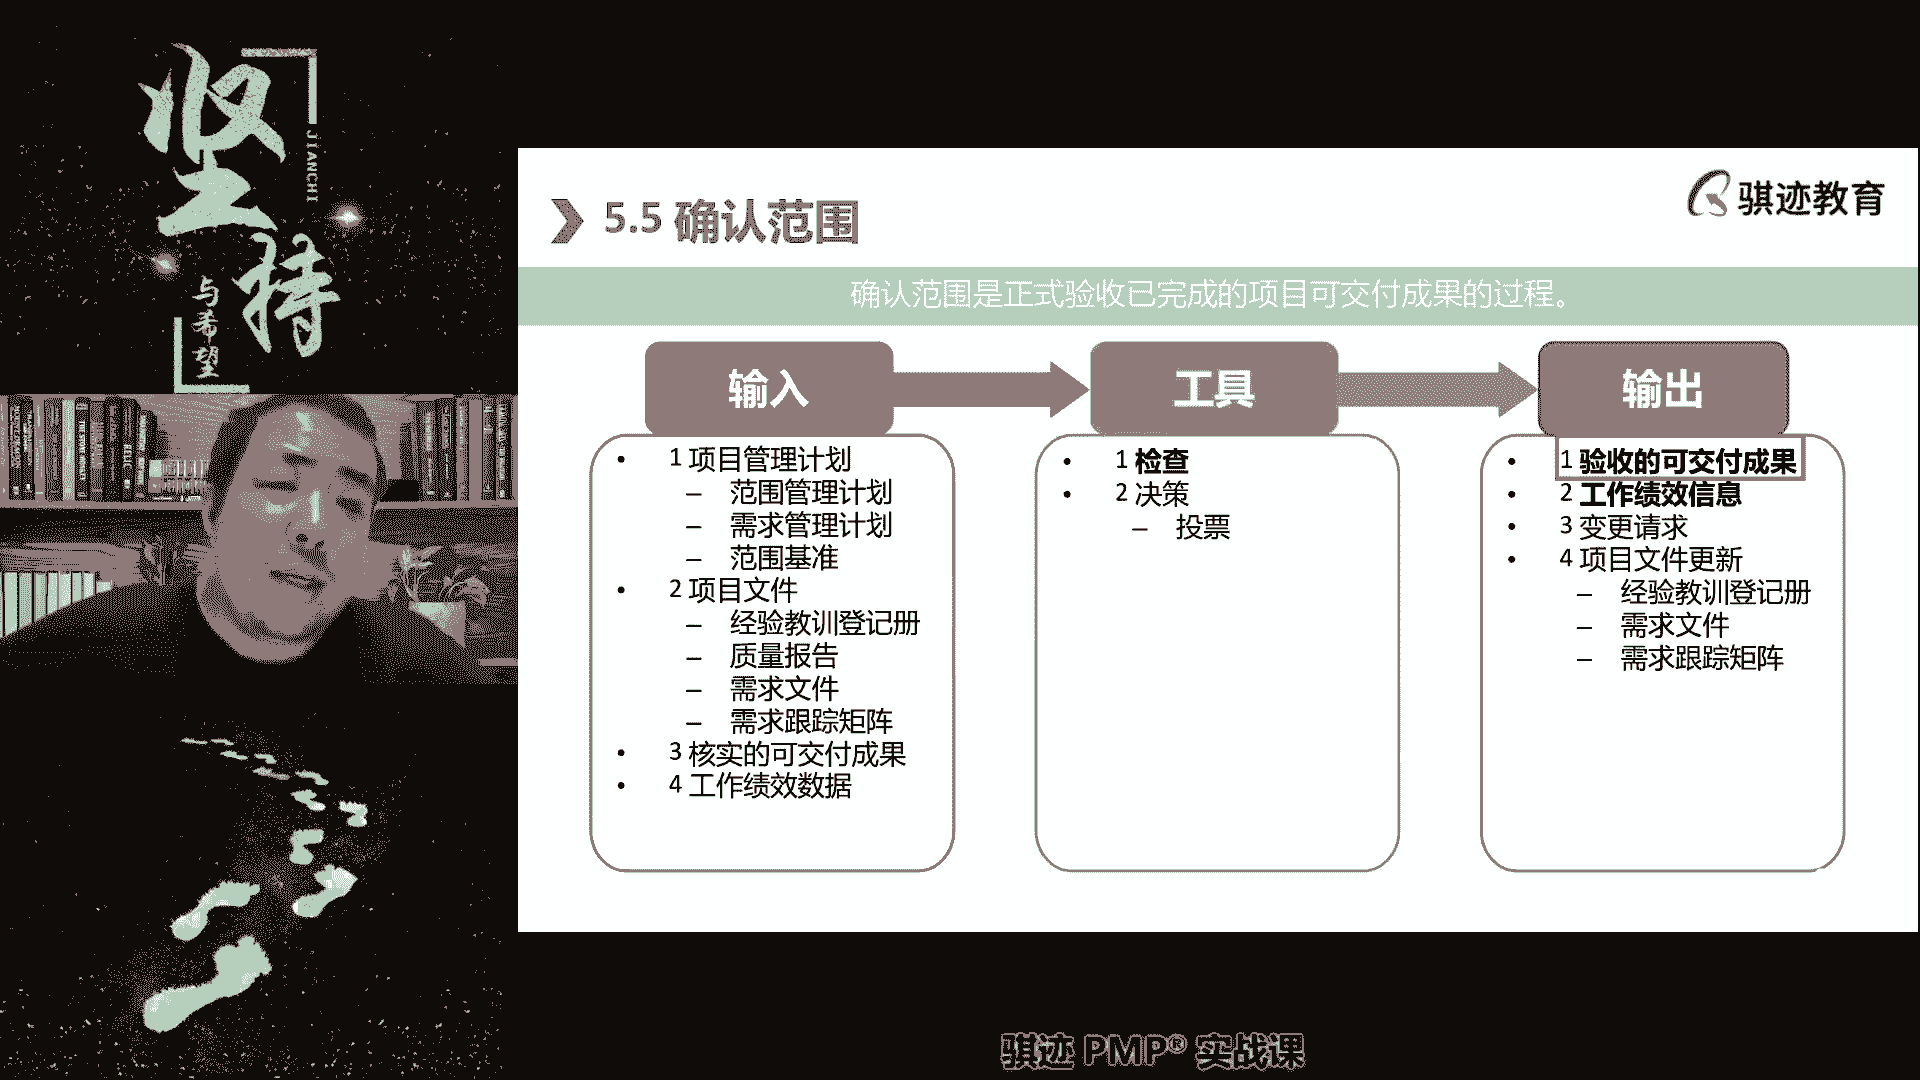 坚持
JIANCHI
与希望
5.5 确认范围
骐迹教育
确认范围是正式验收已完成的项目可交付成果的过程。
输入
• 1 项目管理计划
– 范围管理计划
– 需求管理计划
– 范围基准
• 2 项目文件
– 经验教训登记册
– 质量报告
– 需求文件
– 需求跟踪矩阵
• 3 核实的可交付成果
• 4 工作绩效数据
工具
• 1 检查
• 2 决策
– 投票
输出
• 1 验收的可交付成果
• 2 工作绩效信息
• 3 变更请求
• 4 项目文件更新
– 经验教训登记册
– 需求文件
– 需求跟踪矩阵
骐迹 PMP® 实战课